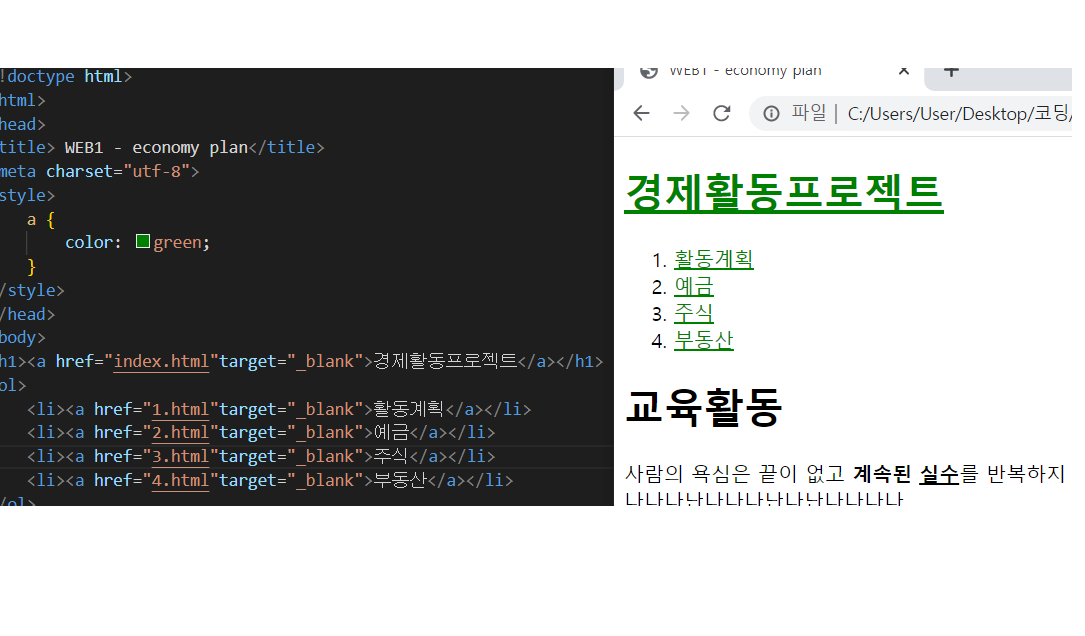 !doctype html>
html>
head>
title> WEB1 - economy plan</title>
meta charset="utf-8">
style>
a {
color: green;
}
/style>
/head>
body>
h1><a href="index.html"target="_blank">경제활동프로젝트</a></h1>
ol>
<li><a href="1.html"target="_blank">활동계획</a></li>
<li><a href="2.html"target="_blank">예금</a></li>
<li><a href="3.html"target="_blank">주식</a></li>
<li><a href="4.html"target="_blank">부동산</a></li>
/ol>
WEB1 - economy plan
파일 | C:/Users/User/Desktop/코딩/
경제활동프로젝트
1. 활동계획
2. 예금
3. 주식
4. 부동산
교육활동
사람의 욕심은 끝이 없고 계속된 실수를 반복하지